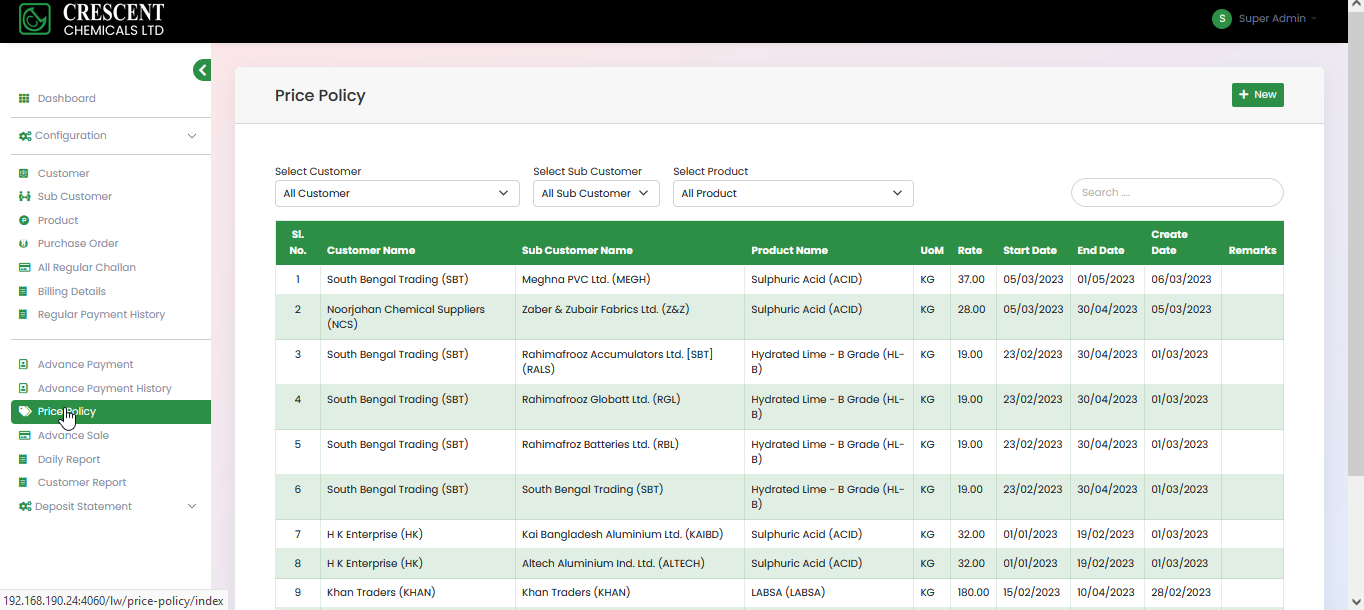 CRESCENT
CHEMICALS LTD
S Super Admin
Dashboard
Configuration
Customer
Sub Customer
Product
Purchase Order
All Regular Challan
Billing Details
Regular Payment History
Advance Payment
Advance Payment History
Price Policy
Advance Sale
Daily Report
Customer Report
Deposit Statement
192.168.190.24:4060/lw/price-policy/index
Price Policy
+ New
Select Customer Select Sub Customer Select Product
All Customer All Sub Customer All Product Search ....
Sl. No. Customer Name Sub Customer Name Product Name UoM Rate Start Date End Date Create Date Remarks
1 South Bengal Trading (SBT) Meghna PVC Ltd. (MEGH) Sulphuric Acid (ACID) KG 37.00 05/03/2023 01/05/2023 06/03/2023
2 Noorjahan Chemical Suppliers (NCS) Zaber & Zubair Fabrics Ltd. (Z&Z) Sulphuric Acid (ACID) KG 28.00 05/03/2023 30/04/2023 05/03/2023
3 South Bengal Trading (SBT) Rahimafrooz Accumulators Ltd. [SBT] (RALS) Hydrated Lime - B Grade (HL-B) KG 19.00 23/02/2023 30/04/2023 01/03/2023
4 South Bengal Trading (SBT) Rahimafrooz Globatt Ltd. (RGL) Hydrated Lime - B Grade (HL-B) KG 19.00 23/02/2023 30/04/2023 01/03/2023
5 South Bengal Trading (SBT) Rahimafroz Batteries Ltd. (RBL) Hydrated Lime - B Grade (HL-B) KG 19.00 23/02/2023 30/04/2023 01/03/2023
6 South Bengal Trading (SBT) South Bengal Trading (SBT) Hydrated Lime - B Grade (HL-B) KG 19.00 23/02/2023 30/04/2023 01/03/2023
7 H K Enterprise (HK) Kai Bangladesh Aluminium Ltd. (KAIBD) Sulphuric Acid (ACID) KG 32.00 01/01/2023 19/02/2023 01/03/2023
8 H K Enterprise (HK) Altech Aluminium Ind. Ltd. (ALTECH) Sulphuric Acid (ACID) KG 32.00 01/01/2023 19/02/2023 01/03/2023
9 Khan Traders (KHAN) Khan Traders (KHAN) LABSA (LABSA) KG 180.00 15/02/2023 10/04/2023 28/02/2023